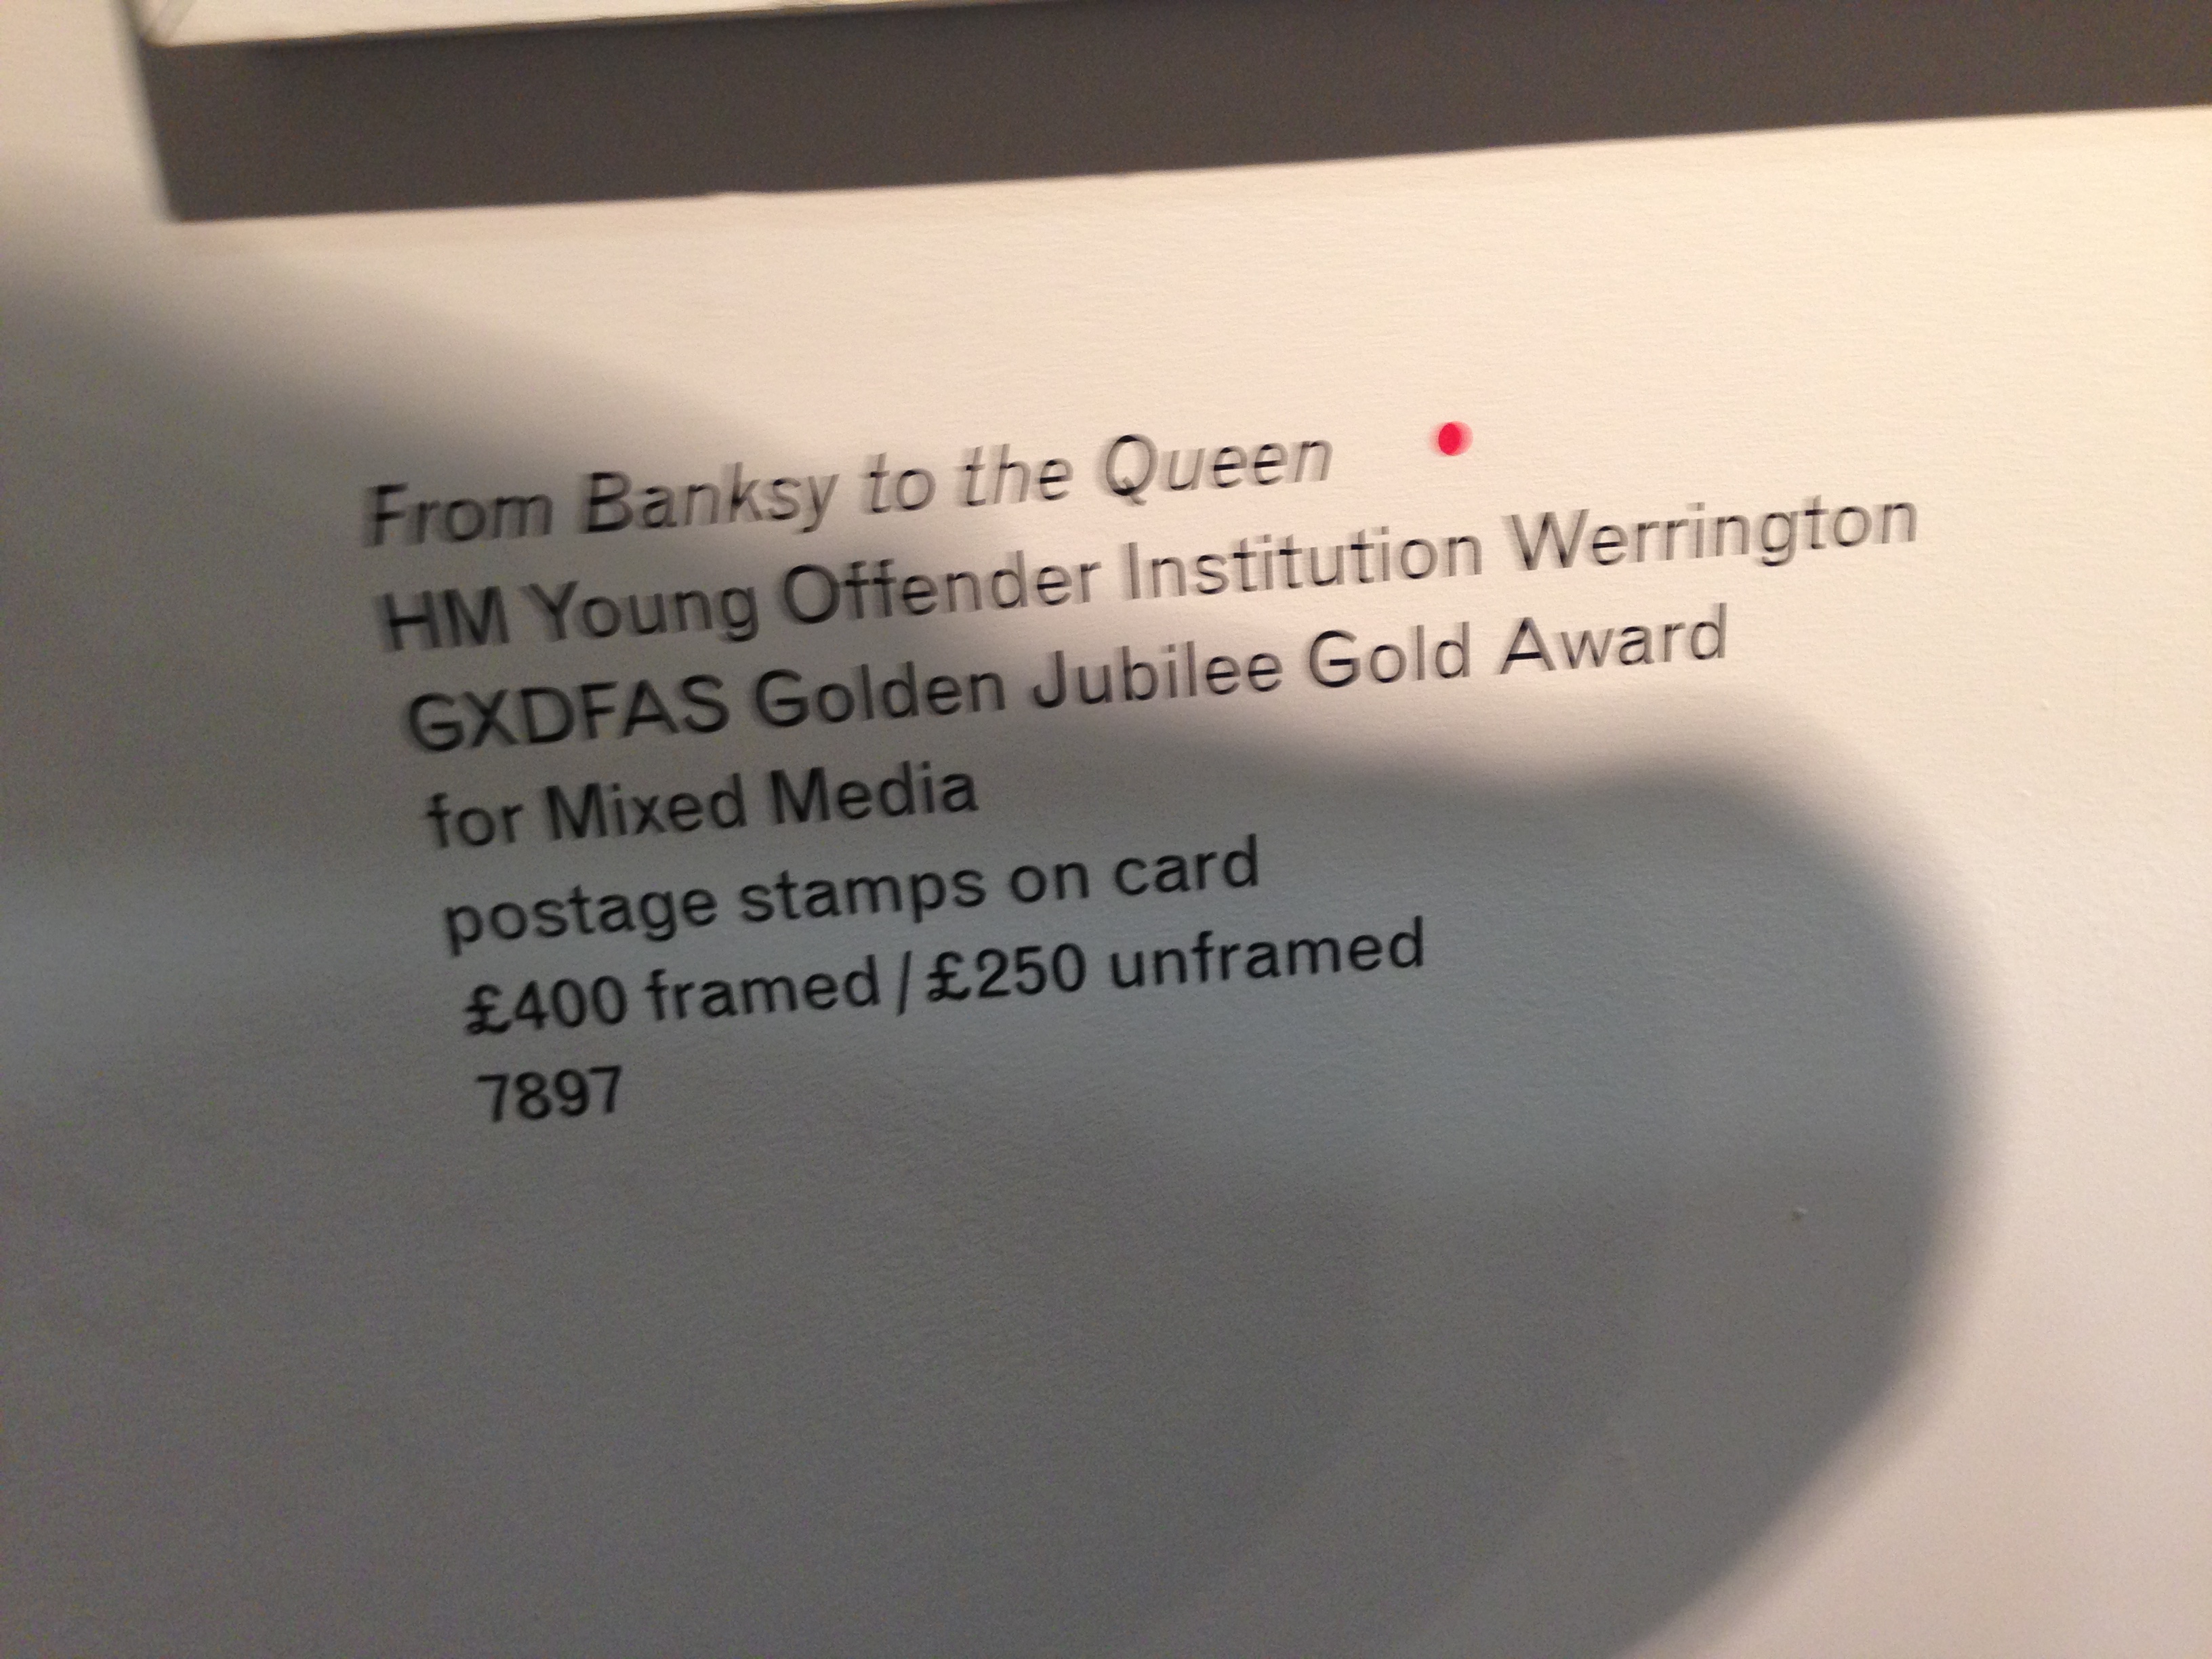 From Banksy to the Queen
HM Young Offender Institution Werrington
GXDFAS Golden Jubilee Gold Award
for Mixed Media
postage stamps on card
£400 framed / £250 unframed
7897